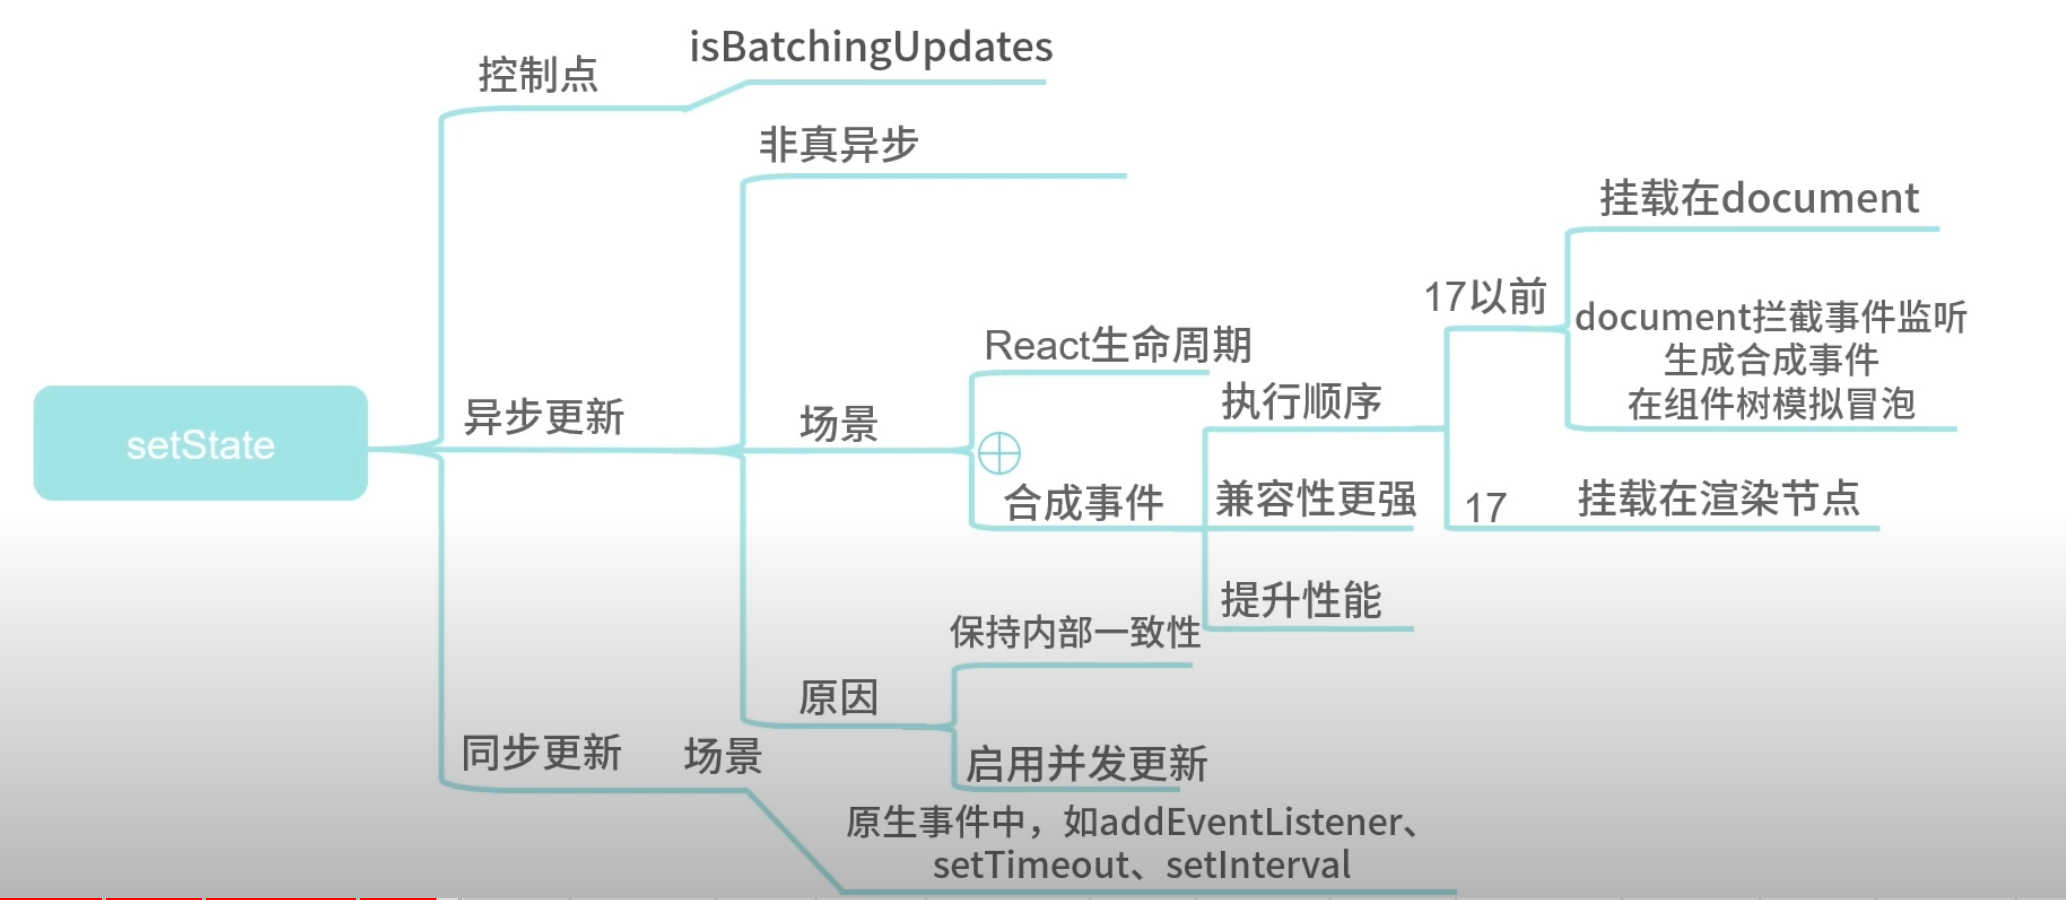 setState
控制点
isBatchingUpdates
异步更新
非真异步
场景
React生命周期
合成事件
执行顺序
17以前
挂载在document
document拦截事件监听
生成合成事件
在组件树模拟冒泡
17
挂载在渲染节点
兼容性更强
提升性能
原因
保持内部一致性
启用并发更新
同步更新
场景
原生事件中，如addEventListener、
setTimeout、setInterval